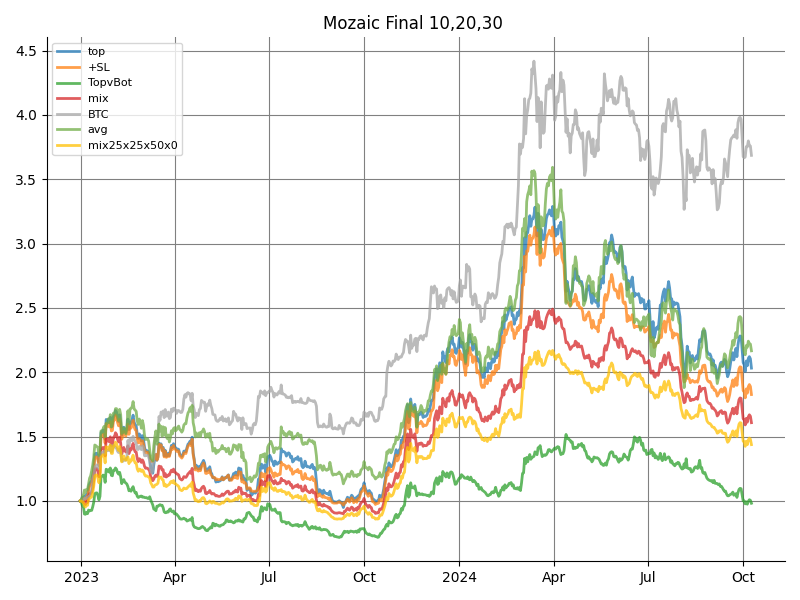 Mozaic Final 10,20,30
top
+SL
TopvBot
mix
BTC
avg
mix25x25x50x0
4.5
4.0
3.5
3.0
2.5
2.0
1.5
1.0
2023 Apr Jul Oct 2024 Apr Jul Oct